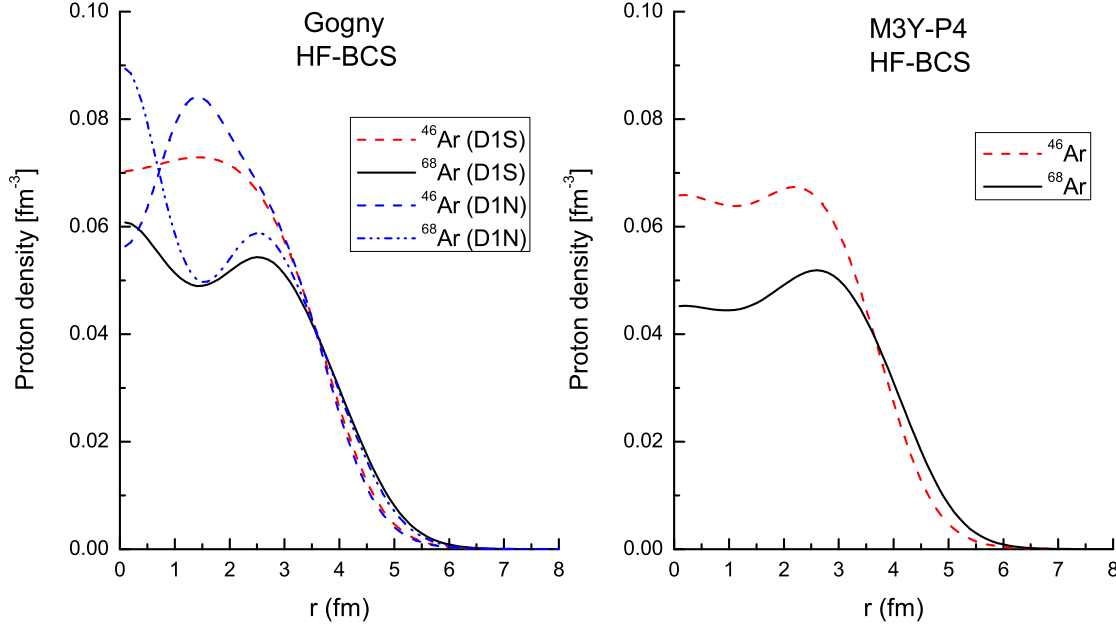 Gogny
HF-BCS
⁴⁶Ar (D1S)
⁶⁸Ar (D1S)
⁴⁶Ar (D1N)
⁶⁸Ar (D1N)
Proton density [fm⁻³]
0.10
0.08
0.06
0.04
0.02
0.00
0 1 2 3 4 5 6 7 8
r (fm)
M3Y-P4
HF-BCS
⁴⁶Ar
⁶⁸Ar
Proton density [fm⁻³]
0.10
0.08
0.06
0.04
0.02
0.00
0 1 2 3 4 5 6 7 8
r (fm)